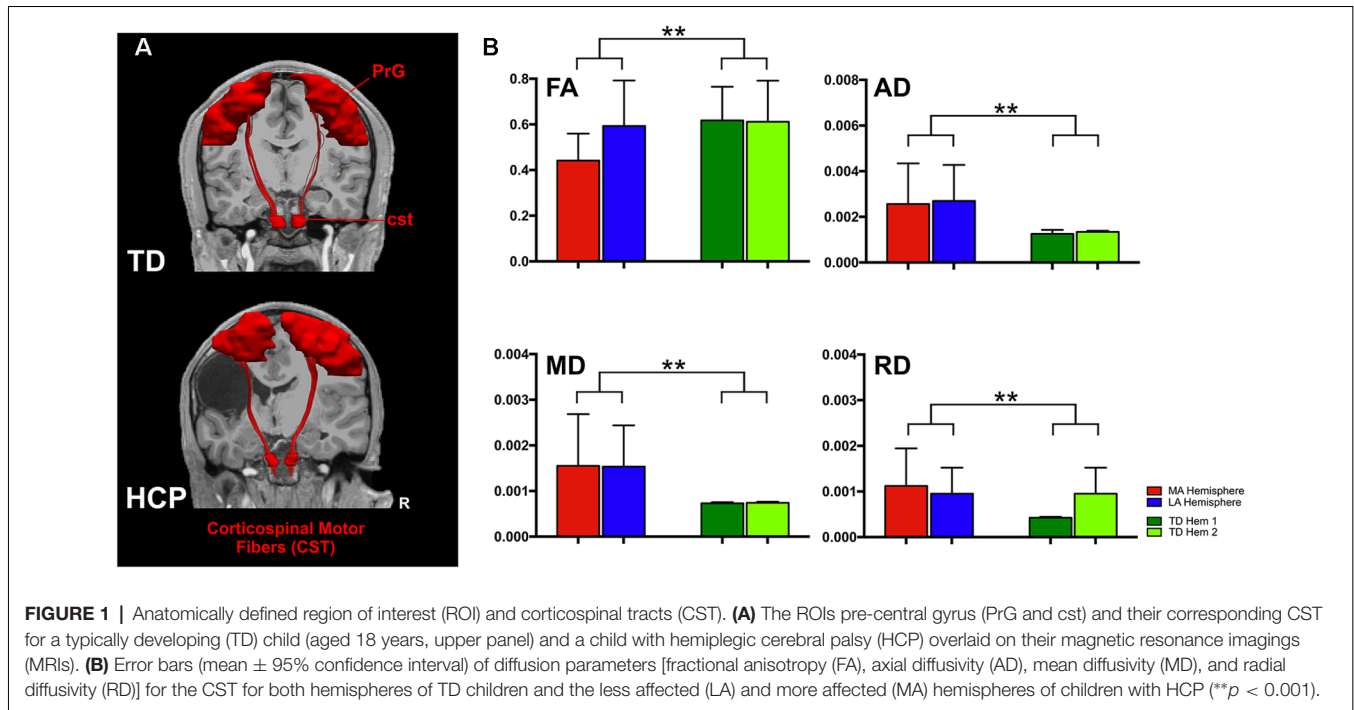 A
PrG
cst
TD
HCP
R
Corticospinal Motor
Fibers (CST)
B
**
FA
0.8
0.6
0.4
0.2
0.0
**
AD
0.008
0.006
0.004
0.002
0.000
**
MD
0.004
0.003
0.002
0.001
0.000
**
RD
0.004
0.003
0.002
0.001
0.000
MA Hemisphere
LA Hemisphere
TD Hem 1
TD Hem 2
FIGURE 1 | Anatomically defined region of interest (ROI) and corticospinal tracts (CST). (A) The ROIs pre-central gyrus (PrG and cst) and their corresponding CST
for a typically developing (TD) child (aged 18 years, upper panel) and a child with hemiplegic cerebral palsy (HCP) overlaid on their magnetic resonance imagings
(MRIs). (B) Error bars (mean ± 95% confidence interval) of diffusion parameters [fractional anisotropy (FA), axial diffusivity (AD), mean diffusivity (MD), and radial
diffusivity (RD)] for the CST for both hemispheres of TD children and the less affected (LA) and more affected (MA) hemispheres of children with HCP (**p < 0.001).